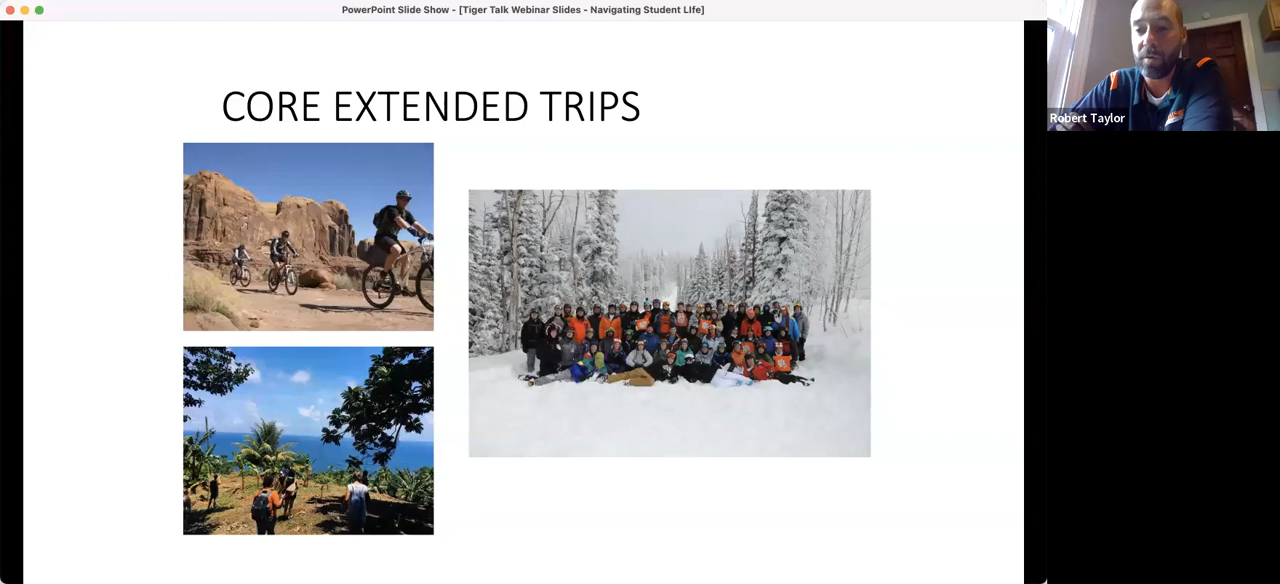 PowerPoint Slide Show - [Tiger Talk Webinar Slides - Navigating Student LIfe]
CORE EXTENDED TRIPS
Robert Taylor